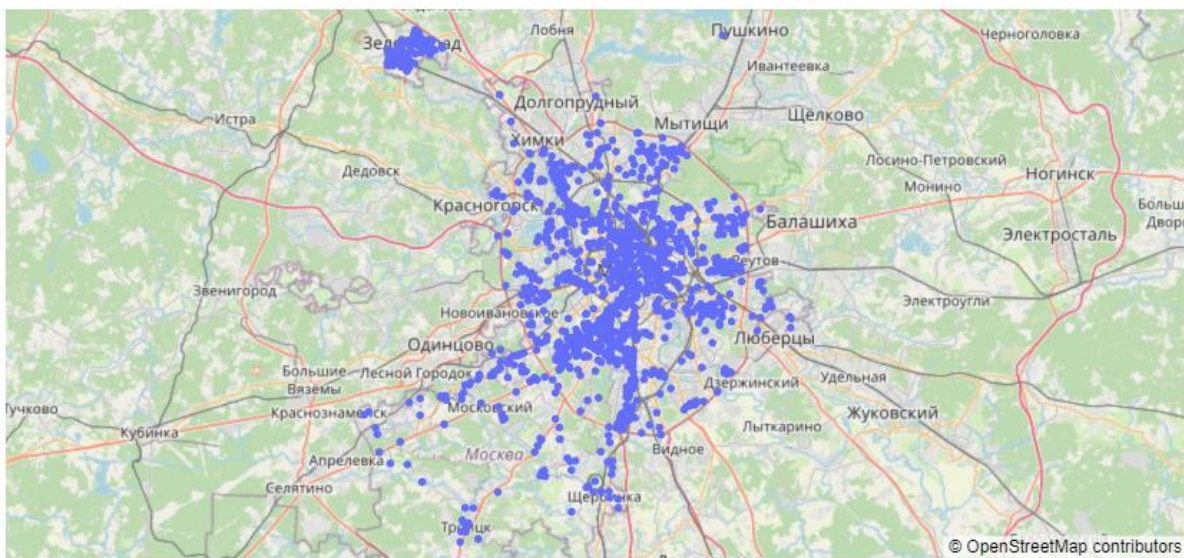 Лобня
Пушкино
Черноголовка
Ивантеевка
Истра
Долгопрудный
Мытищи
Щёлково
Химки
Дедовск
Лосино-Петровский
Монино
Ногинск
Красногорск
Балашиха
Электросталь
Реутов
Звенигород
Новоивановское
Электроугли
Одинцово
Люберцы
Большие
Вязёмы
Лесной Городок
Дзержинский
Удельная
Тучково
Краснознаменск
Московский
Жуковский
Кубинка
Лыткарино
Видное
Апрелевка
Москва
Селятино
© OpenStreetMap contributors